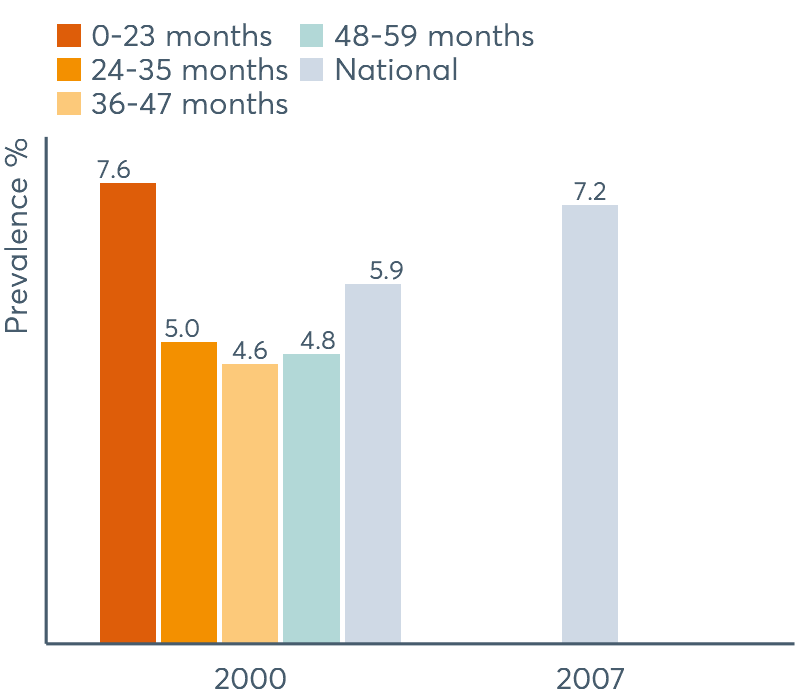 0-23 months
24-35 months
36-47 months
48-59 months
National
Prevalence %
7.6
5.0
4.6
4.8
5.9
7.2
2000
2007